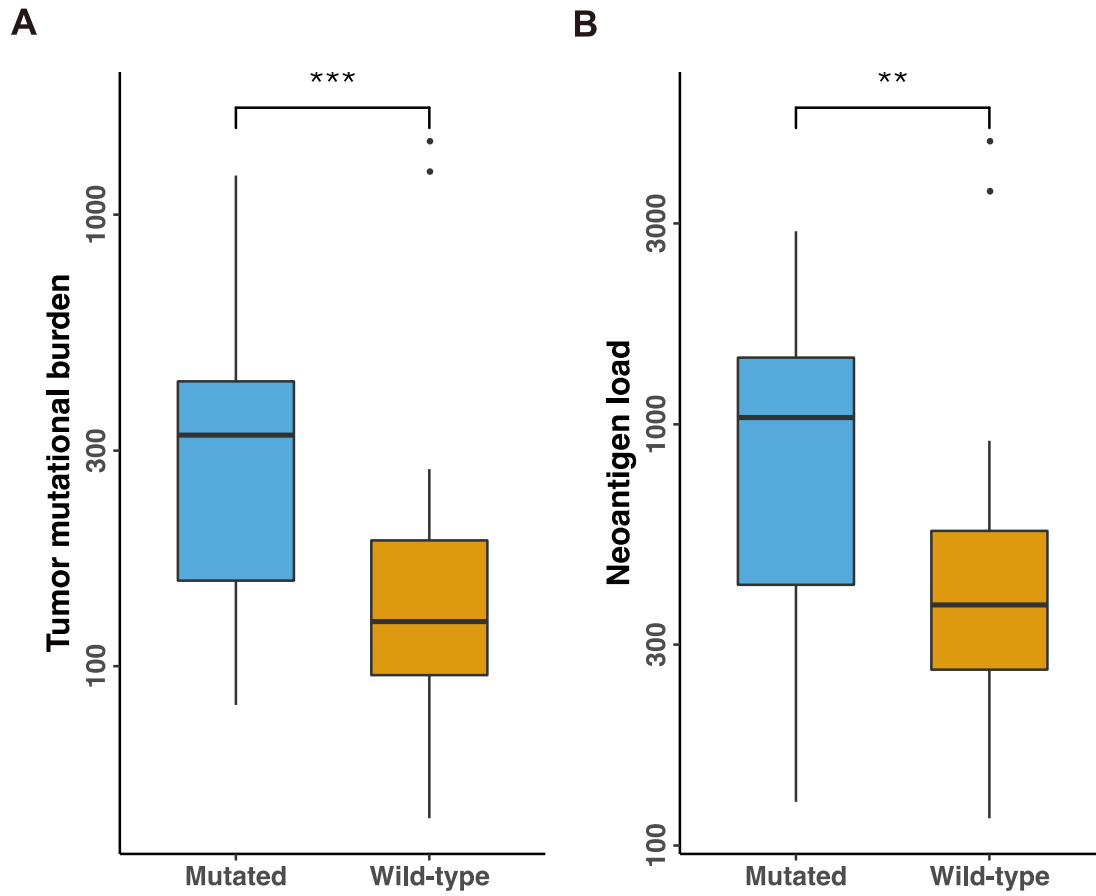 A
***
Tumor mutational burden
1000
300
100
Mutated
Wild-type
B
**
Neoantigen load
3000
1000
300
100
Mutated
Wild-type